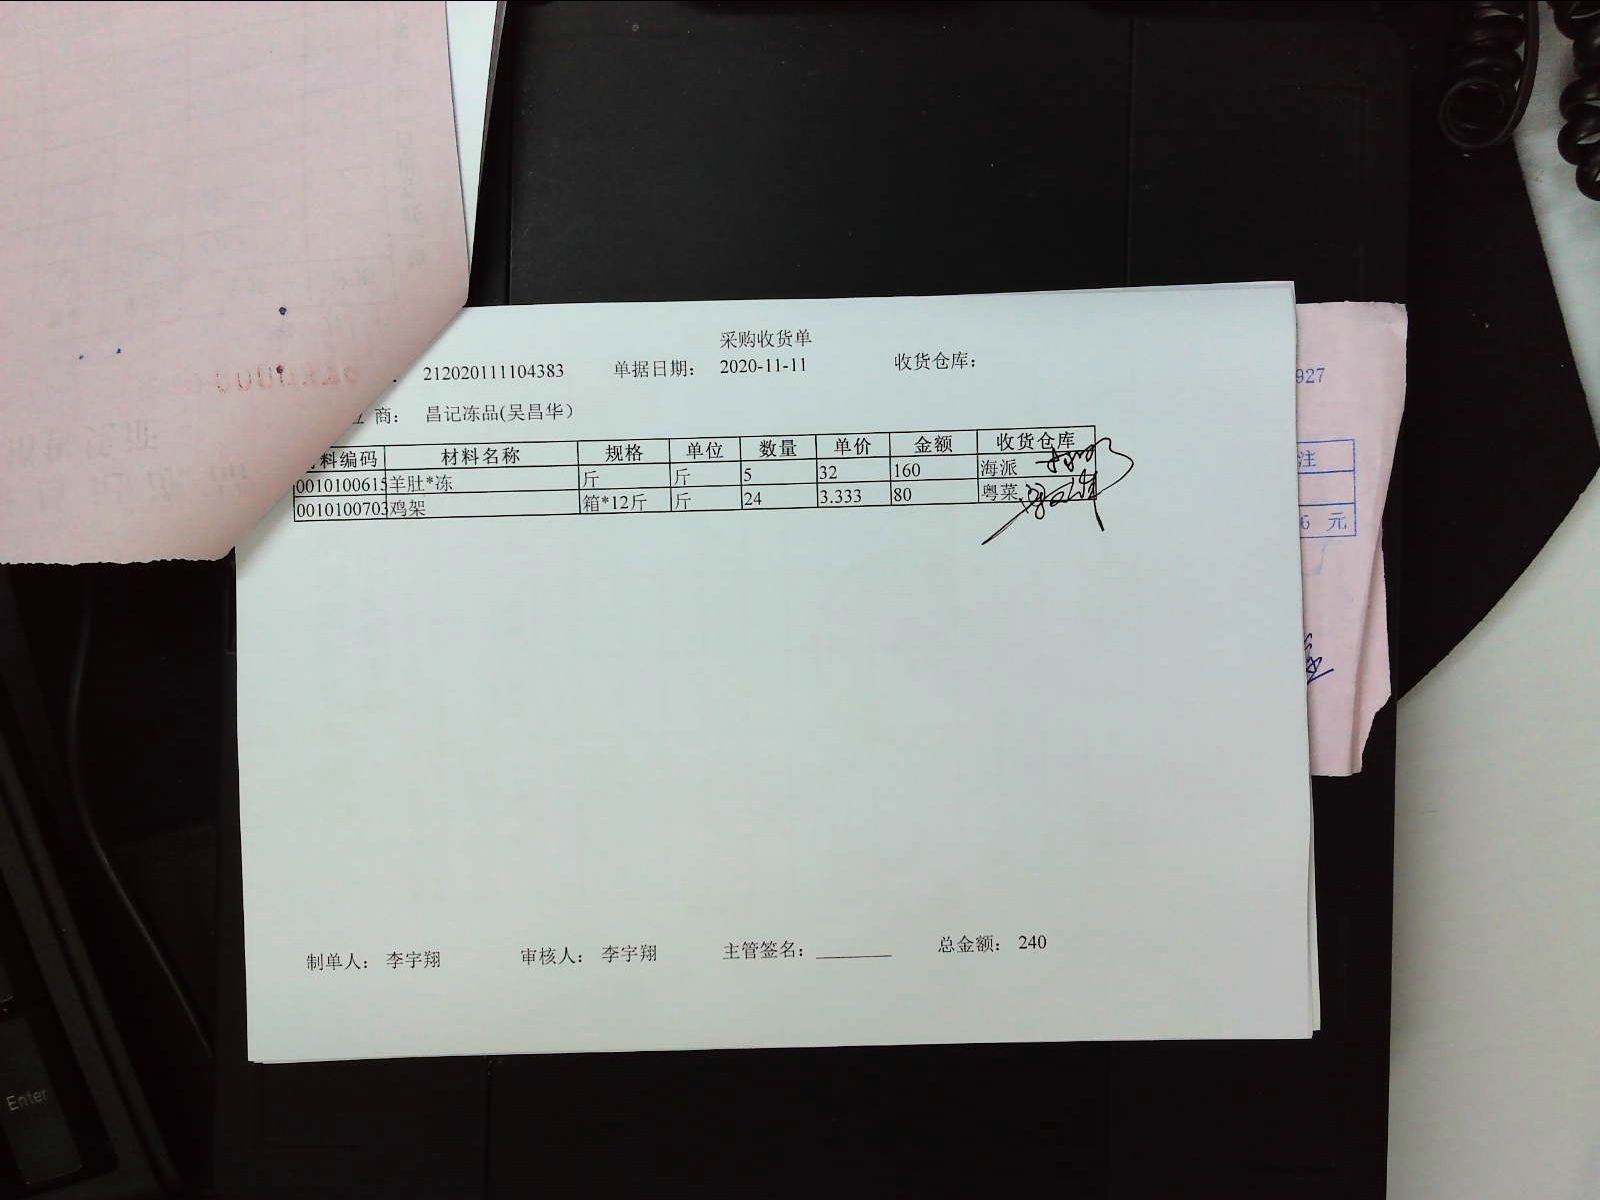 采购收货单
212020111104383 单据日期： 2020-11-11 收货仓库：
商： 昌记冻品(吴昌华)
料编码 材料名称 规格 单位 数量 单价 金额 收货仓库
0010100615 羊肚*冻 斤 斤 5 32 160 海派
0010100703 鸡架 箱*12斤 斤 24 3.333 80 粤菜
制单人： 李宇翔 审核人： 李宇翔 主管签名：________ 总金额： 240
927
注
6 元
Enter